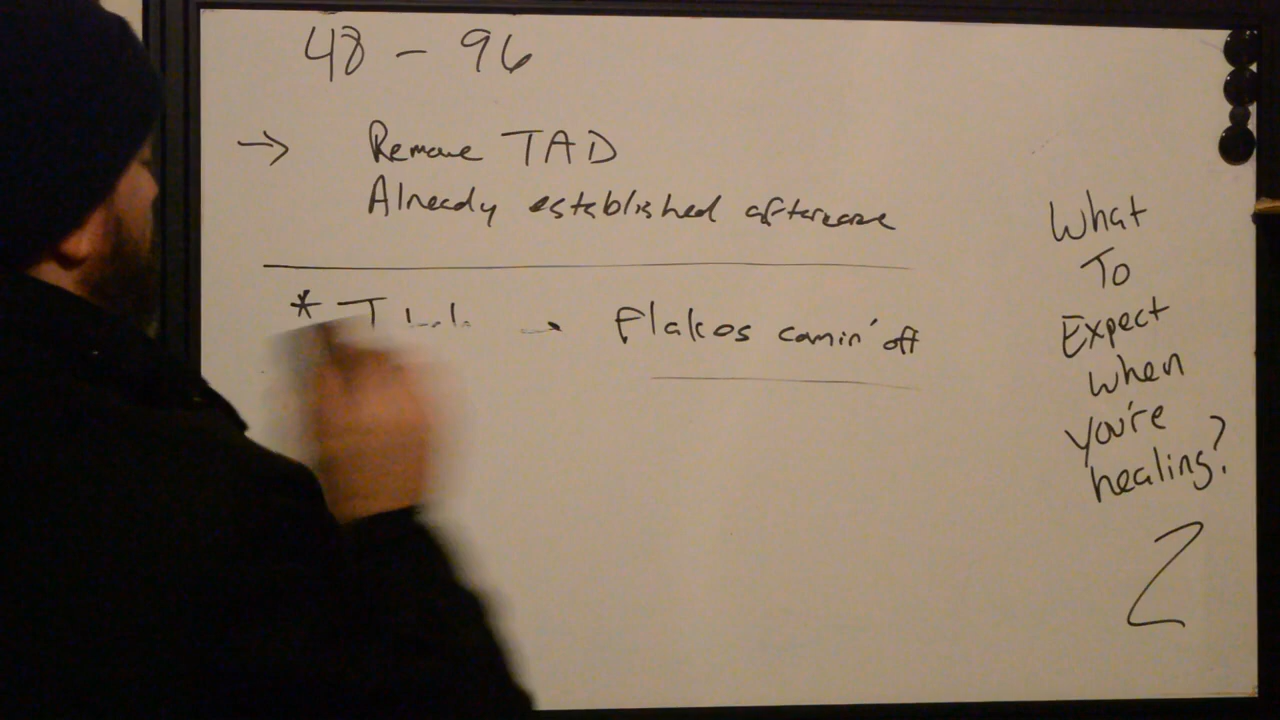 48 - 96
→ Remove TAD
Already established aftercare
* → Flakes comin' off
What
To
Expect
when
you're
healing?
2